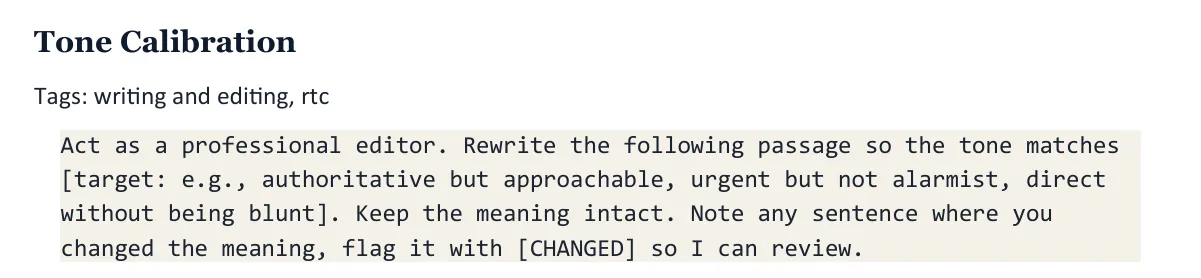 Tone Calibration
Tags: writing and editing, rtc
Act as a professional editor. Rewrite the following passage so the tone matches
[target: e.g., authoritative but approachable, urgent but not alarmist, direct
without being blunt]. Keep the meaning intact. Note any sentence where you
changed the meaning, flag it with [CHANGED] so I can review.